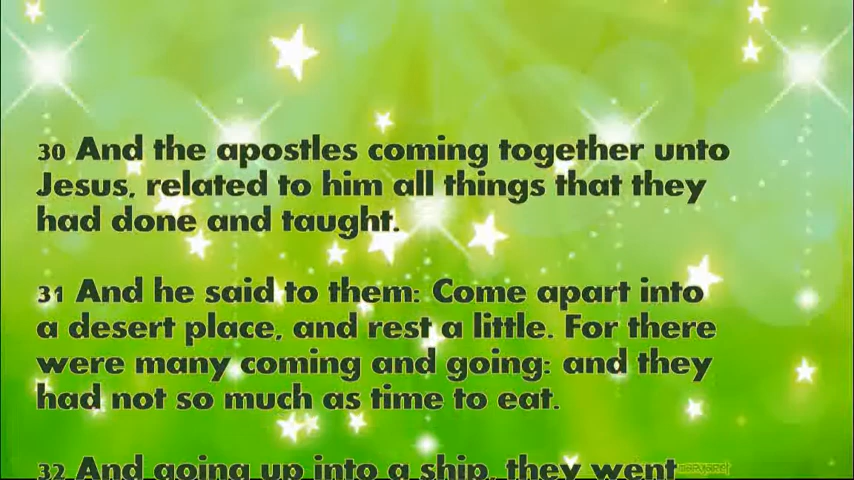 30 And the apostles coming together unto
Jesus, related to him all things that they
had done and taught.
31 And he said to them: Come apart into
a desert place, and rest a little. For there
were many coming and going: and they
had not so much as time to eat.
32 And going up into a ship, they went
margaret